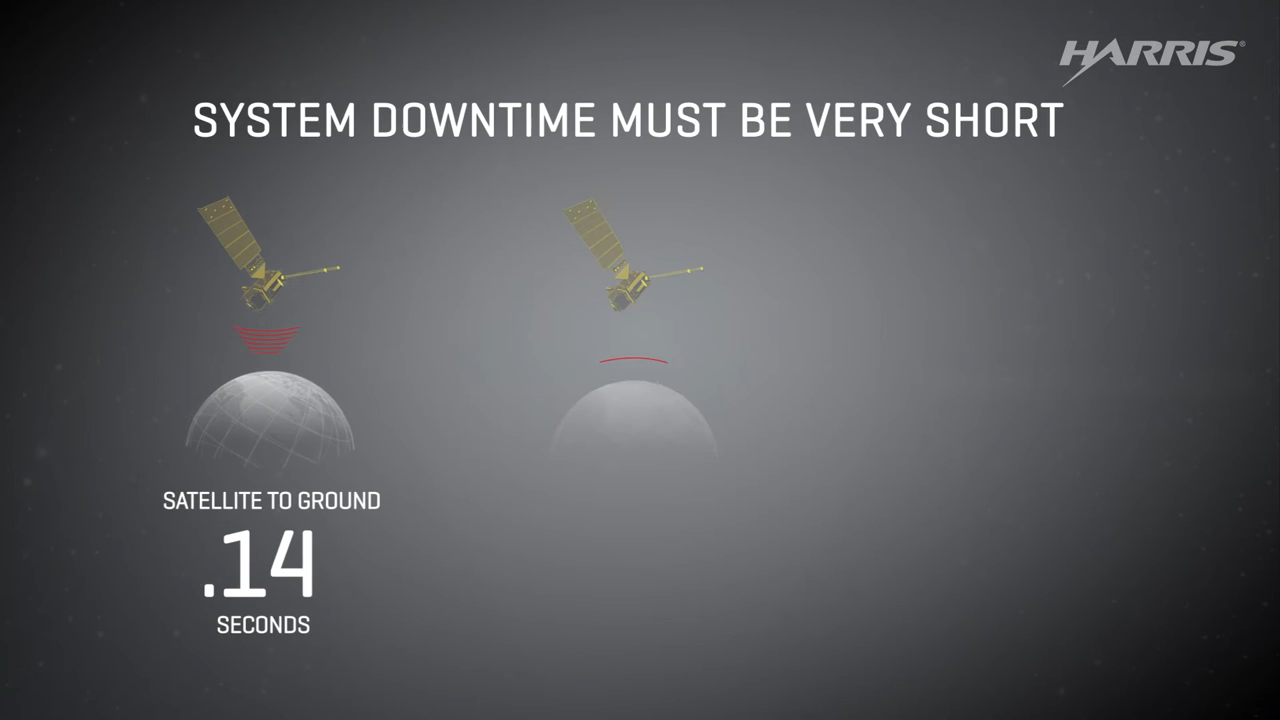 HARRIS®
SYSTEM DOWNTIME MUST BE VERY SHORT
SATELLITE TO GROUND
.14
SECONDS